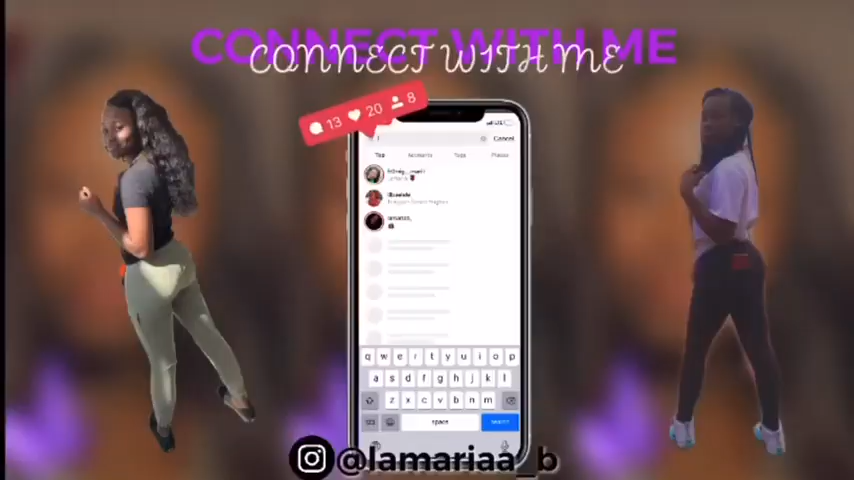 CONNECT WITH ME
CONNECT WITH ME
13 20 8
Cancel
Top Accounts Tags Places
q w e r t y u i o p
a s d f g h j k l
z x c v b n m
123 space search
@lamariaa_b